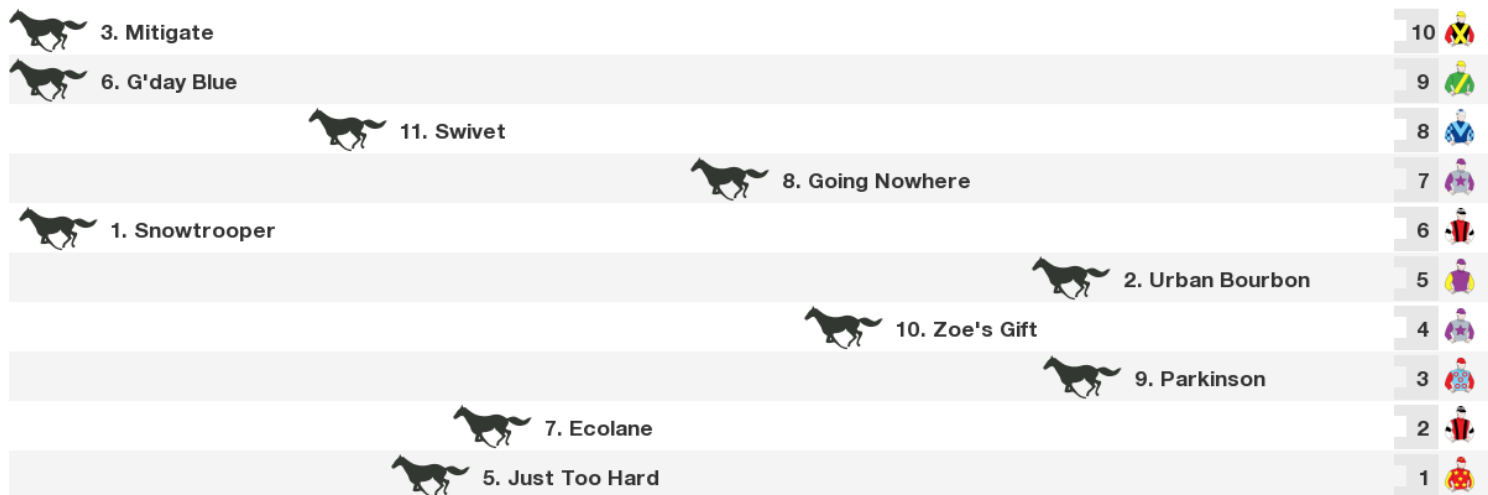 3. Mitigate 10
6. G'day Blue 9
11. Swivet 8
8. Going Nowhere 7
1. Snowtrooper 6
2. Urban Bourbon 5
10. Zoe's Gift 4
9. Parkinson 3
7. Ecolane 2
5. Just Too Hard 1